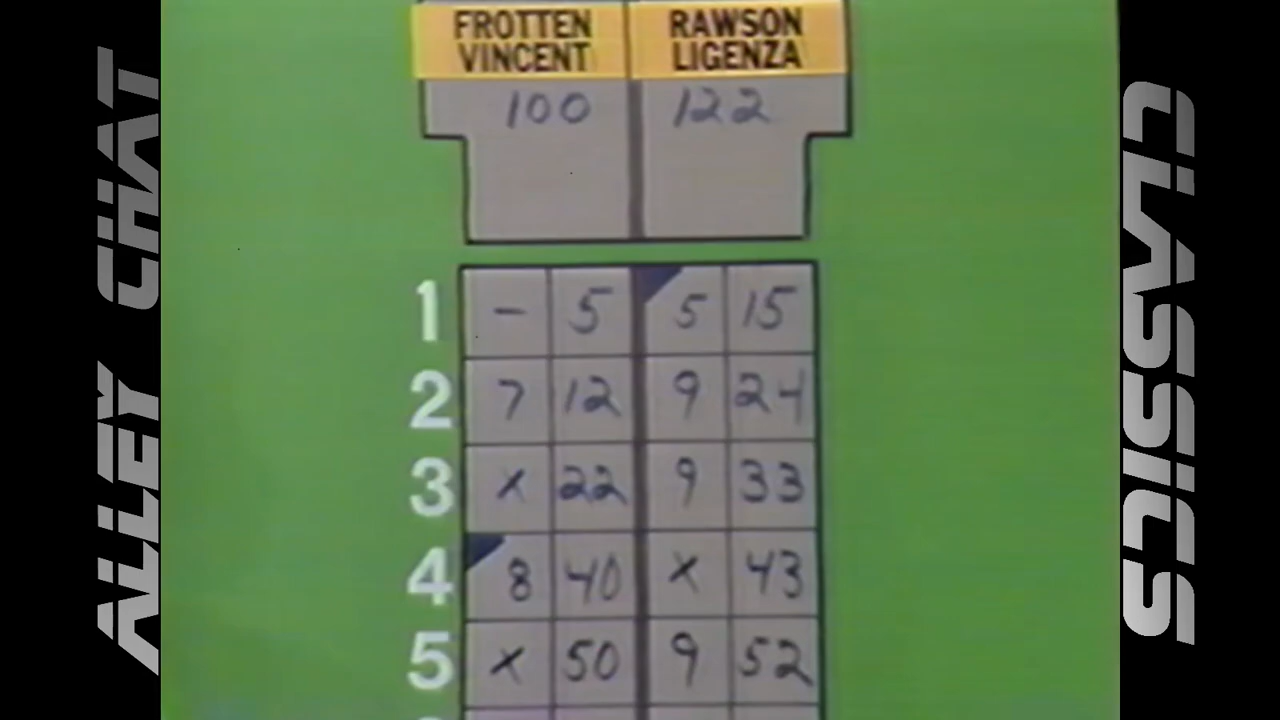 ALLEY CHAT
FROTTEN VINCENT
RAWSON LIGENZA
100 122
1 - 5 5 15
2 7 12 9 24
3 X 22 9 33
4 8 40 X 43
5 X 50 9 52
CLASSICS